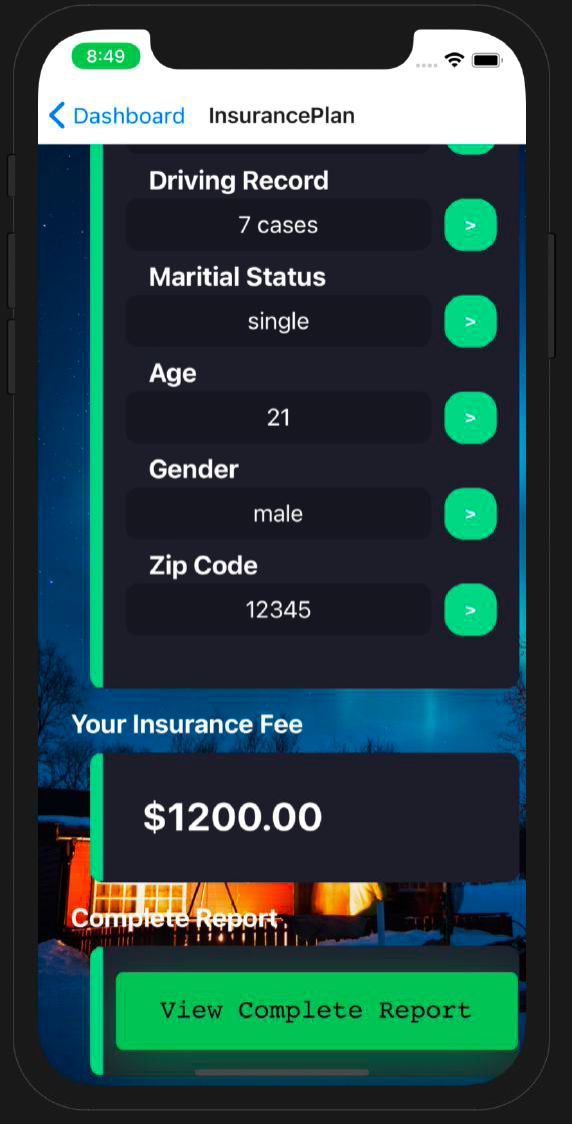 8:49
Dashboard InsurancePlan
Driving Record
7 cases >
Maritial Status
single >
Age
21 >
Gender
male >
Zip Code
12345 >
Your Insurance Fee
$1200.00
Complete Report
View Complete Report